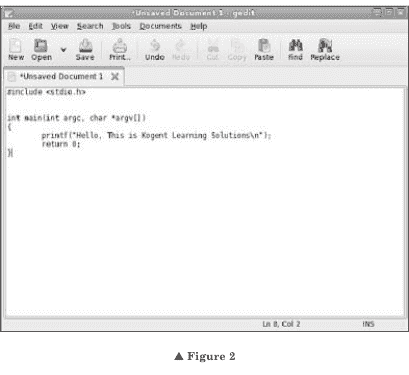 *Unsaved Document 1 - gedit
File Edit View Search Tools Documents Help
New Open Save Print... Undo Redo Cut Copy Paste Find Replace
*Unsaved Document 1
#include <stdio.h>
int main(int argc, char *argv[])
{
printf("Hello, This is Kogent Learning Solutions\n");
return 0;
}
Ln 8, Col 2 INS
▲ Figure 2